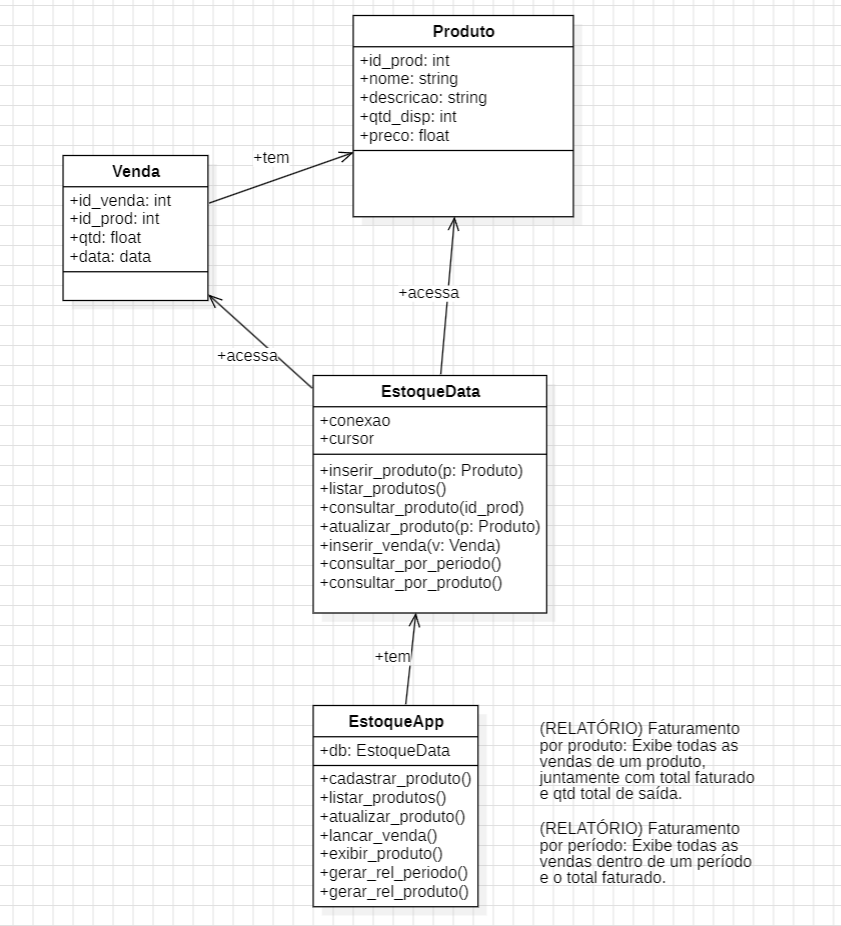 Produto
+id_prod: int
+nome: string
+descricao: string
+qtd_disp: int
+preco: float
+tem
Venda
+id_venda: int
+id_prod: int
+qtd: float
+data: data
+acessa
+acessa
EstoqueData
+conexao
+cursor
+inserir_produto(p: Produto)
+listar_produtos()
+consultar_produto(id_prod)
+atualizar_produto(p: Produto)
+inserir_venda(v: Venda)
+consultar_por_periodo()
+consultar_por_produto()
+tem
EstoqueApp
+db: EstoqueData
+cadastrar_produto()
+listar_produtos()
+atualizar_produto()
+lancar_venda()
+exibir_produto()
+gerar_rel_periodo()
+gerar_rel_produto()
(RELATÓRIO) Faturamento
por produto: Exibe todas as
vendas de um produto,
juntamente com total faturado
e qtd total de saída.
(RELATÓRIO) Faturamento
por período: Exibe todas as
vendas dentro de um período
e o total faturado.